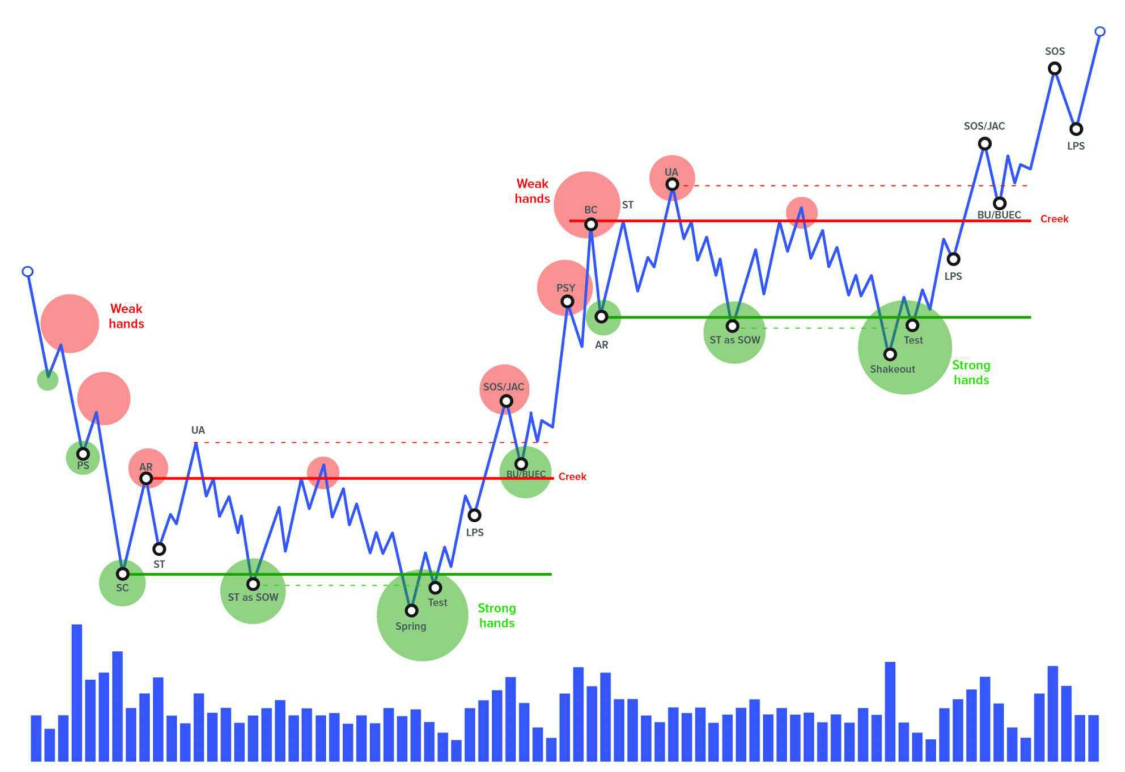 SOS
LPS
SOS/JAC
BU/BUEC
Creek
LPS
Weak
hands
UA
BC
ST
PSY
AR
ST as SOW
Test
Shakeout
Strong
hands
Weak
hands
SOS/JAC
UA
PS
AR
BU/BUEC
Creek
ST
LPS
SC
ST as SOW
Test
Spring
Strong
hands